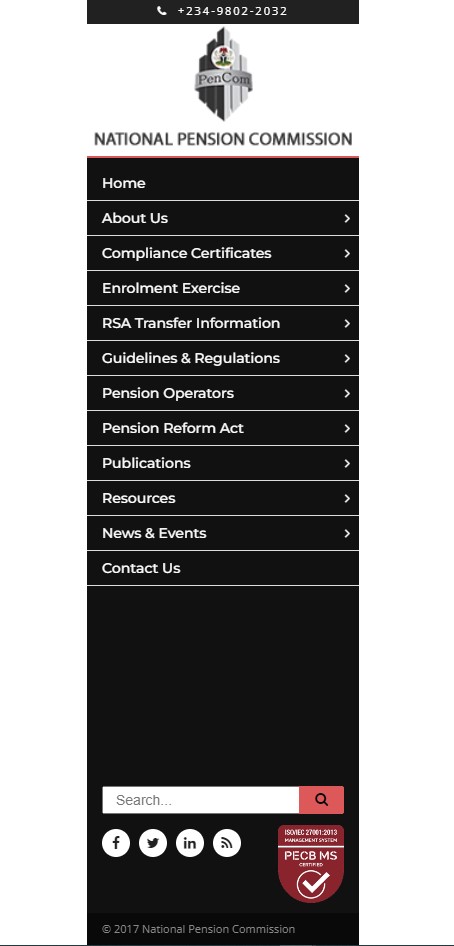 +234-9802-2032
PenCom
NATIONAL PENSION COMMISSION
Home
About Us
Compliance Certificates
Enrolment Exercise
RSA Transfer Information
Guidelines & Regulations
Pension Operators
Pension Reform Act
Publications
Resources
News & Events
Contact Us
Search...
ISO/IEC 27001:2013
MANAGEMENT SYSTEM
PECB MS
CERTIFIED
© 2017 National Pension Commission